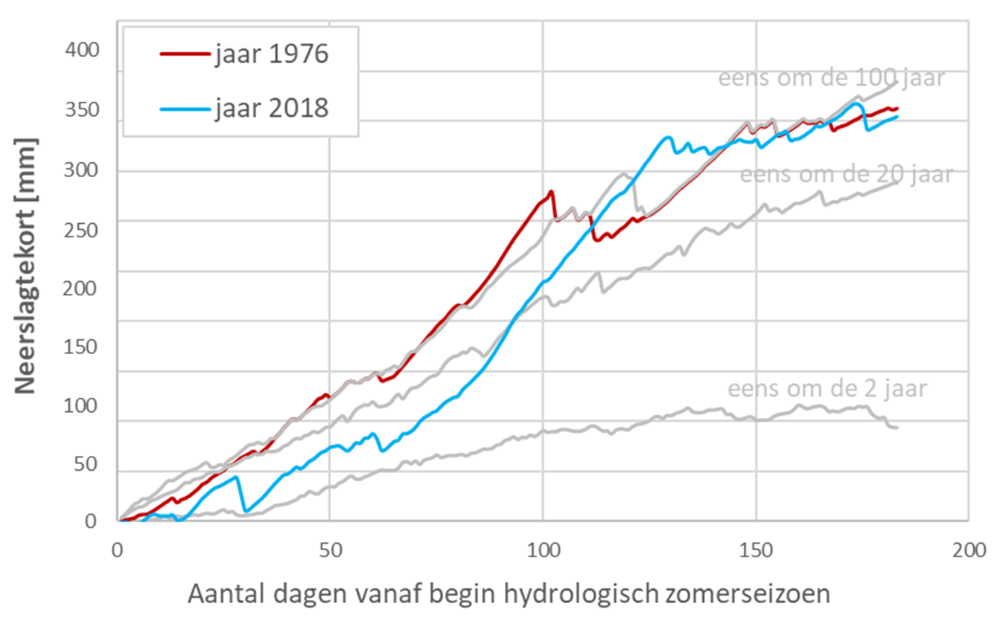 jaar 1976
jaar 2018
eens om de 100 jaar
eens om de 20 jaar
eens om de 2 jaar
Neerslagtekort [mm]
400
350
300
250
200
150
100
50
0
0 50 100 150 200
Aantal dagen vanaf begin hydrologisch zomerseizoen